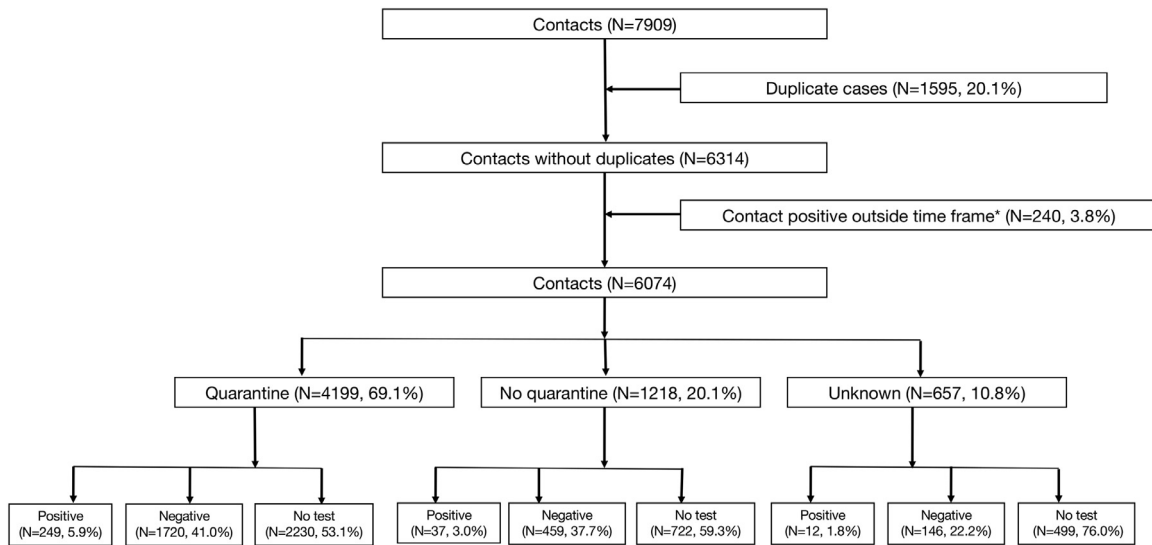 Contacts (N=7909)
Duplicate cases (N=1595, 20.1%)
Contacts without duplicates (N=6314)
Contact positive outside time frame* (N=240, 3.8%)
Contacts (N=6074)
Quarantine (N=4199, 69.1%)
No quarantine (N=1218, 20.1%)
Unknown (N=657, 10.8%)
Positive
(N=249, 5.9%)
Negative
(N=1720, 41.0%)
No test
(N=2230, 53.1%)
Positive
(N=37, 3.0%)
Negative
(N=459, 37.7%)
No test
(N=722, 59.3%)
Positive
(N=12, 1.8%)
Negative
(N=146, 22.2%)
No test
(N=499, 76.0%)